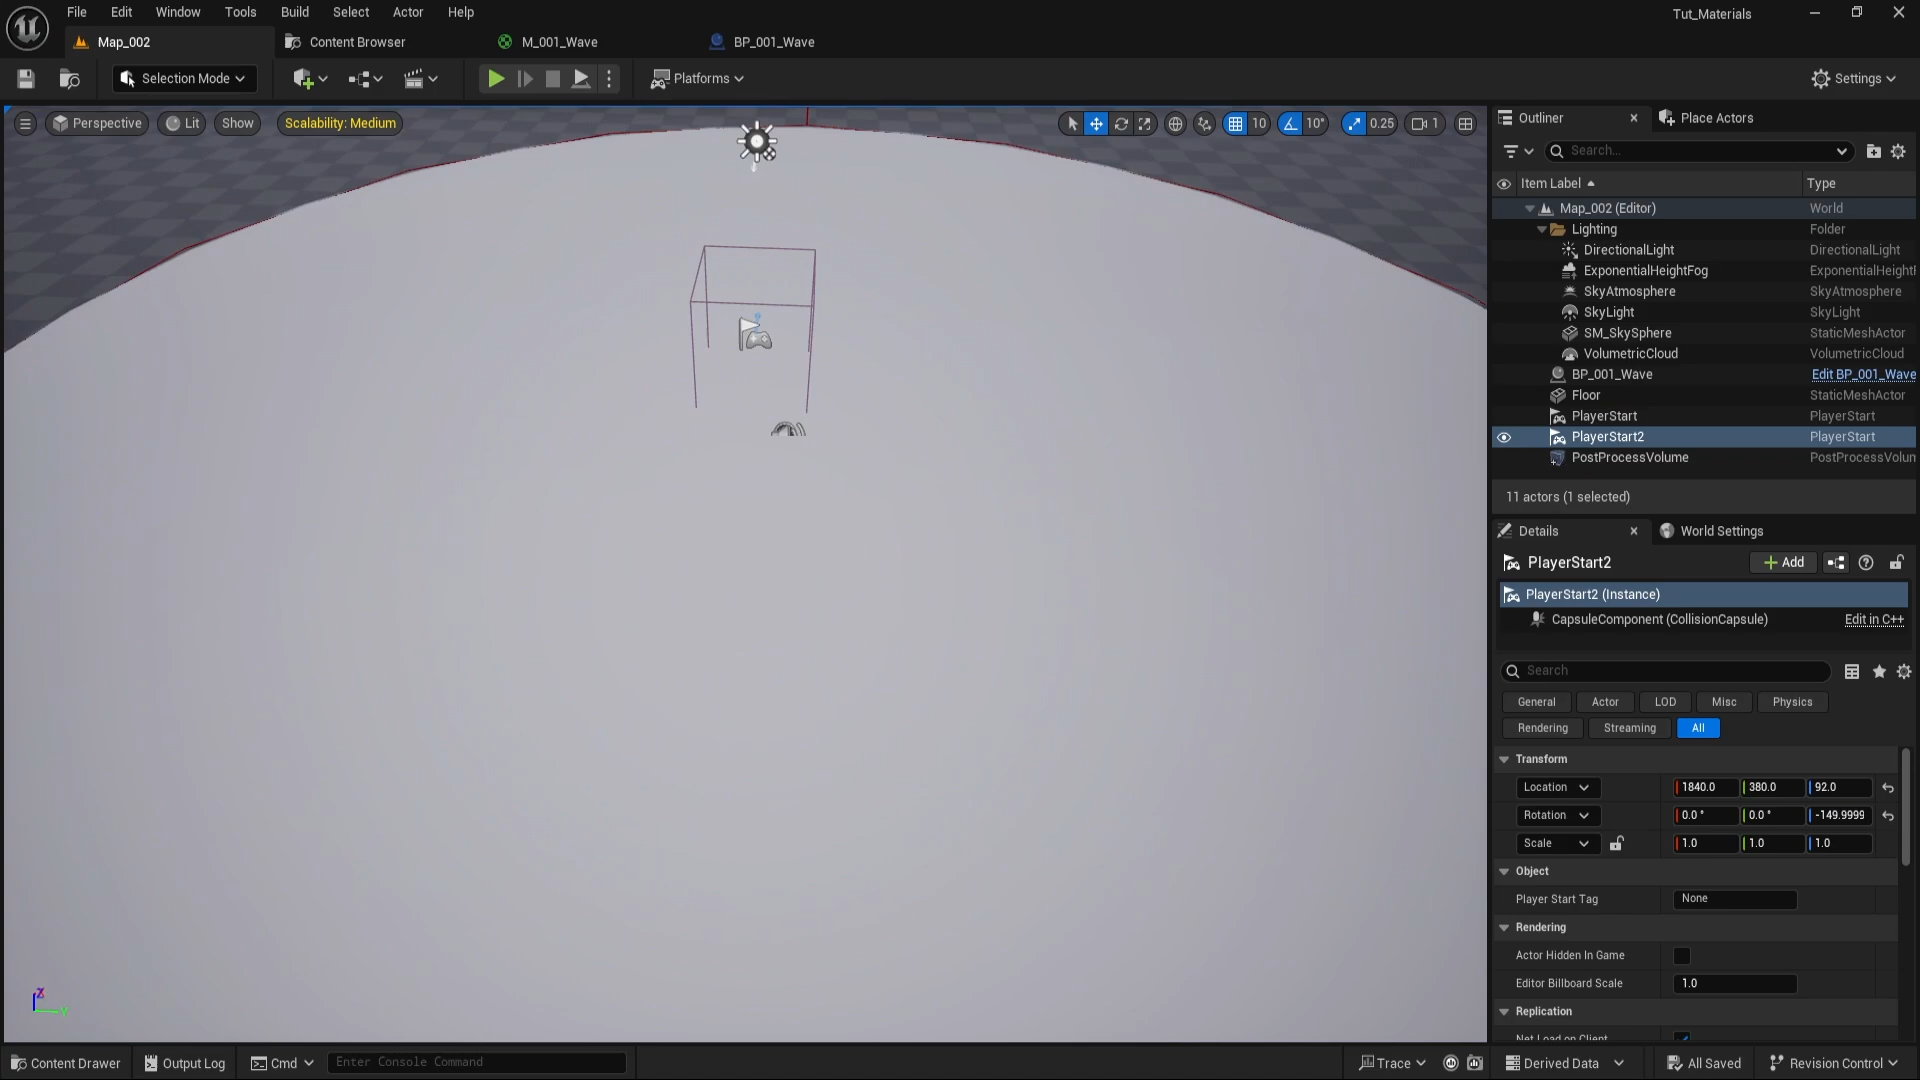 File Edit Window Tools Build Select Actor Help
Tut_Materials
Map_002
Content Browser
M_001_Wave
BP_001_Wave
Selection Mode
Platforms
Settings
Perspective
Lit
Show
Scalability: Medium
10
10°
0.25
1
Outliner
Place Actors
Search...
Item Label
Type
Map_002 (Editor)
World
Lighting
Folder
DirectionalLight
DirectionalLight
ExponentialHeightFog
ExponentialHeightF
SkyAtmosphere
SkyAtmosphere
SkyLight
SkyLight
SM_SkySphere
StaticMeshActor
VolumetricCloud
VolumetricCloud
BP_001_Wave
Edit BP_001_Wave
Floor
StaticMeshActor
PlayerStart
PlayerStart
PlayerStart2
PlayerStart
PostProcessVolume
PostProcessVolum
11 actors (1 selected)
Details
World Settings
PlayerStart2
Add
PlayerStart2 (Instance)
CapsuleComponent (CollisionCapsule)
Edit in C++
Search
General
Actor
LOD
Misc
Physics
Rendering
Streaming
All
Transform
Location
1840.0
380.0
92.0
Rotation
0.0 °
0.0 °
-149.9999
Scale
1.0
1.0
1.0
Object
Player Start Tag
None
Rendering
Actor Hidden In Game
Editor Billboard Scale
1.0
Replication
Net Load on Client
Z
Y
Content Drawer
Output Log
Cmd
Enter Console Command
Trace
Derived Data
All Saved
Revision Control